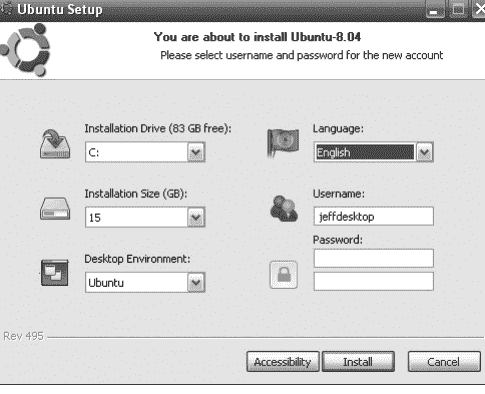 Ubuntu Setup
You are about to install Ubuntu-8.04
Please select username and password for the new account
Installation Drive (83 GB free):
C:
Language:
English
Installation Size (GB):
15
Username:
jeffdesktop
Password:
Desktop Environment:
Ubuntu
Rev 495
Accessibility
Install
Cancel